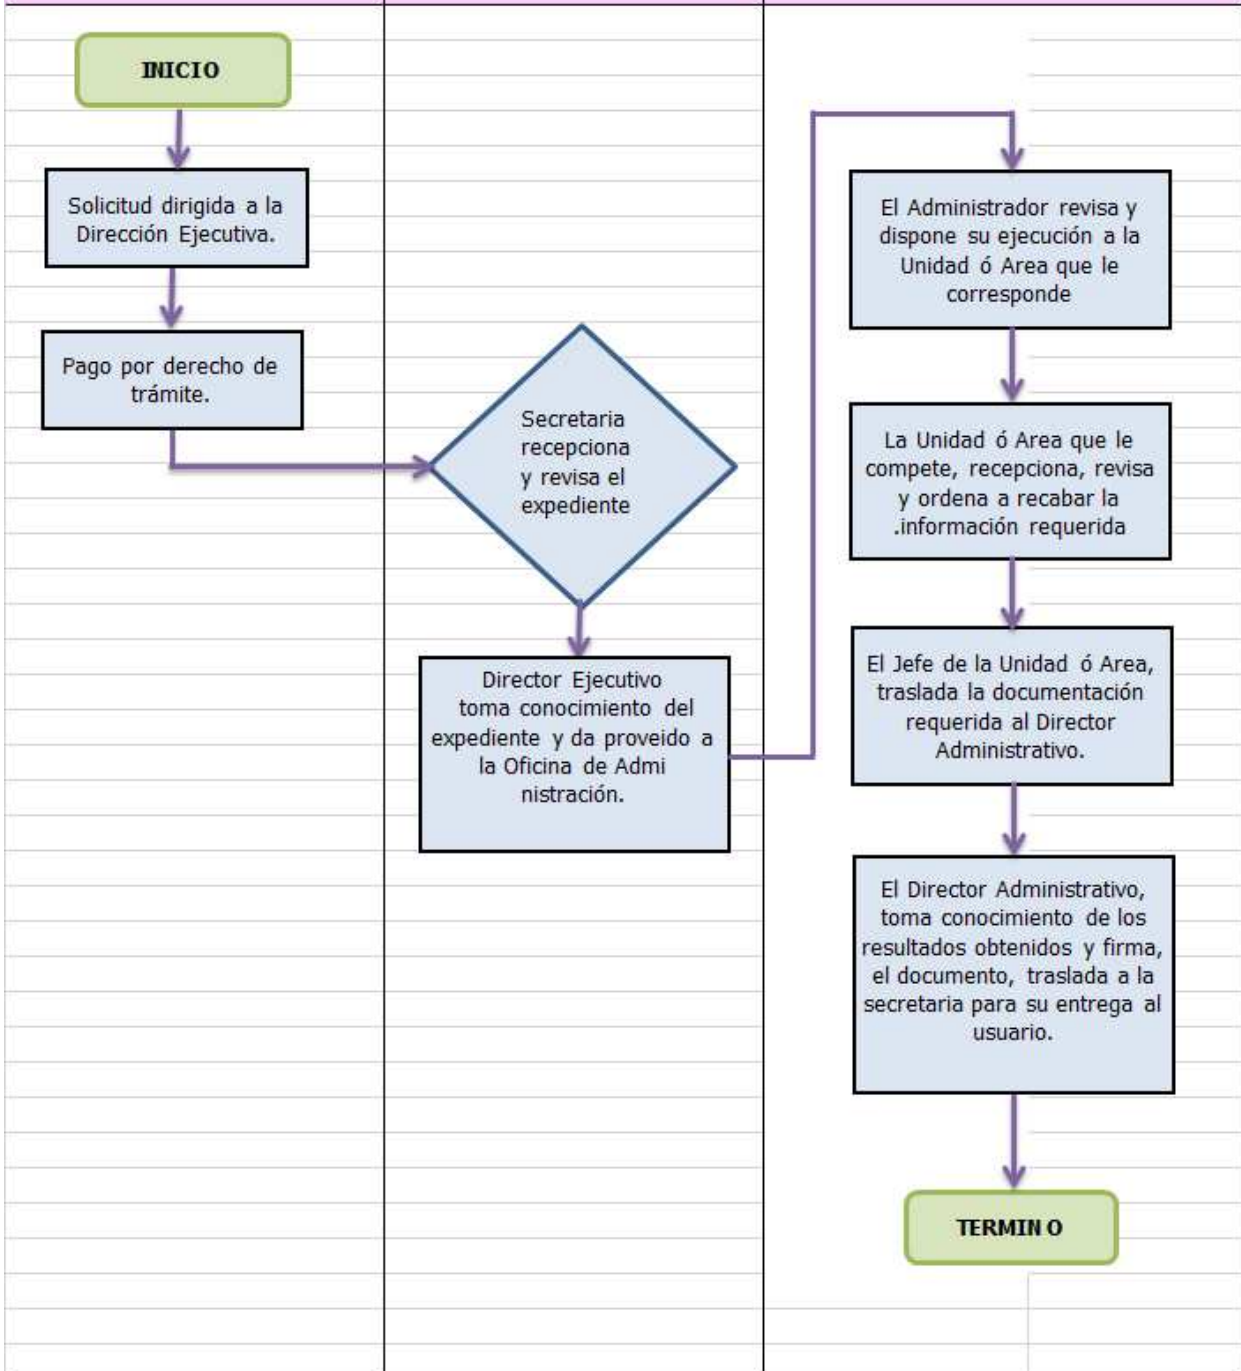 INICIO
Solicitud dirigida a la
Dirección Ejecutiva.
Pago por derecho de
trámite.
Secretaria
recepciona
y revisa el
expediente
Director Ejecutivo
toma conocimiento del
expediente y da proveido a
la Oficina de Admi
nistración.
El Administrador revisa y
dispone su ejecución a la
Unidad ó Area que le
corresponde
La Unidad ó Area que le
compete, recepciona, revisa
y ordena a recabar la
.información requerida
El Jefe de la Unidad ó Area,
traslada la documentación
requerida al Director
Administrativo.
El Director Administrativo,
toma conocimiento de los
resultados obtenidos y firma,
el documento, traslada a la
secretaria para su entrega al
usuario.
TERMINO